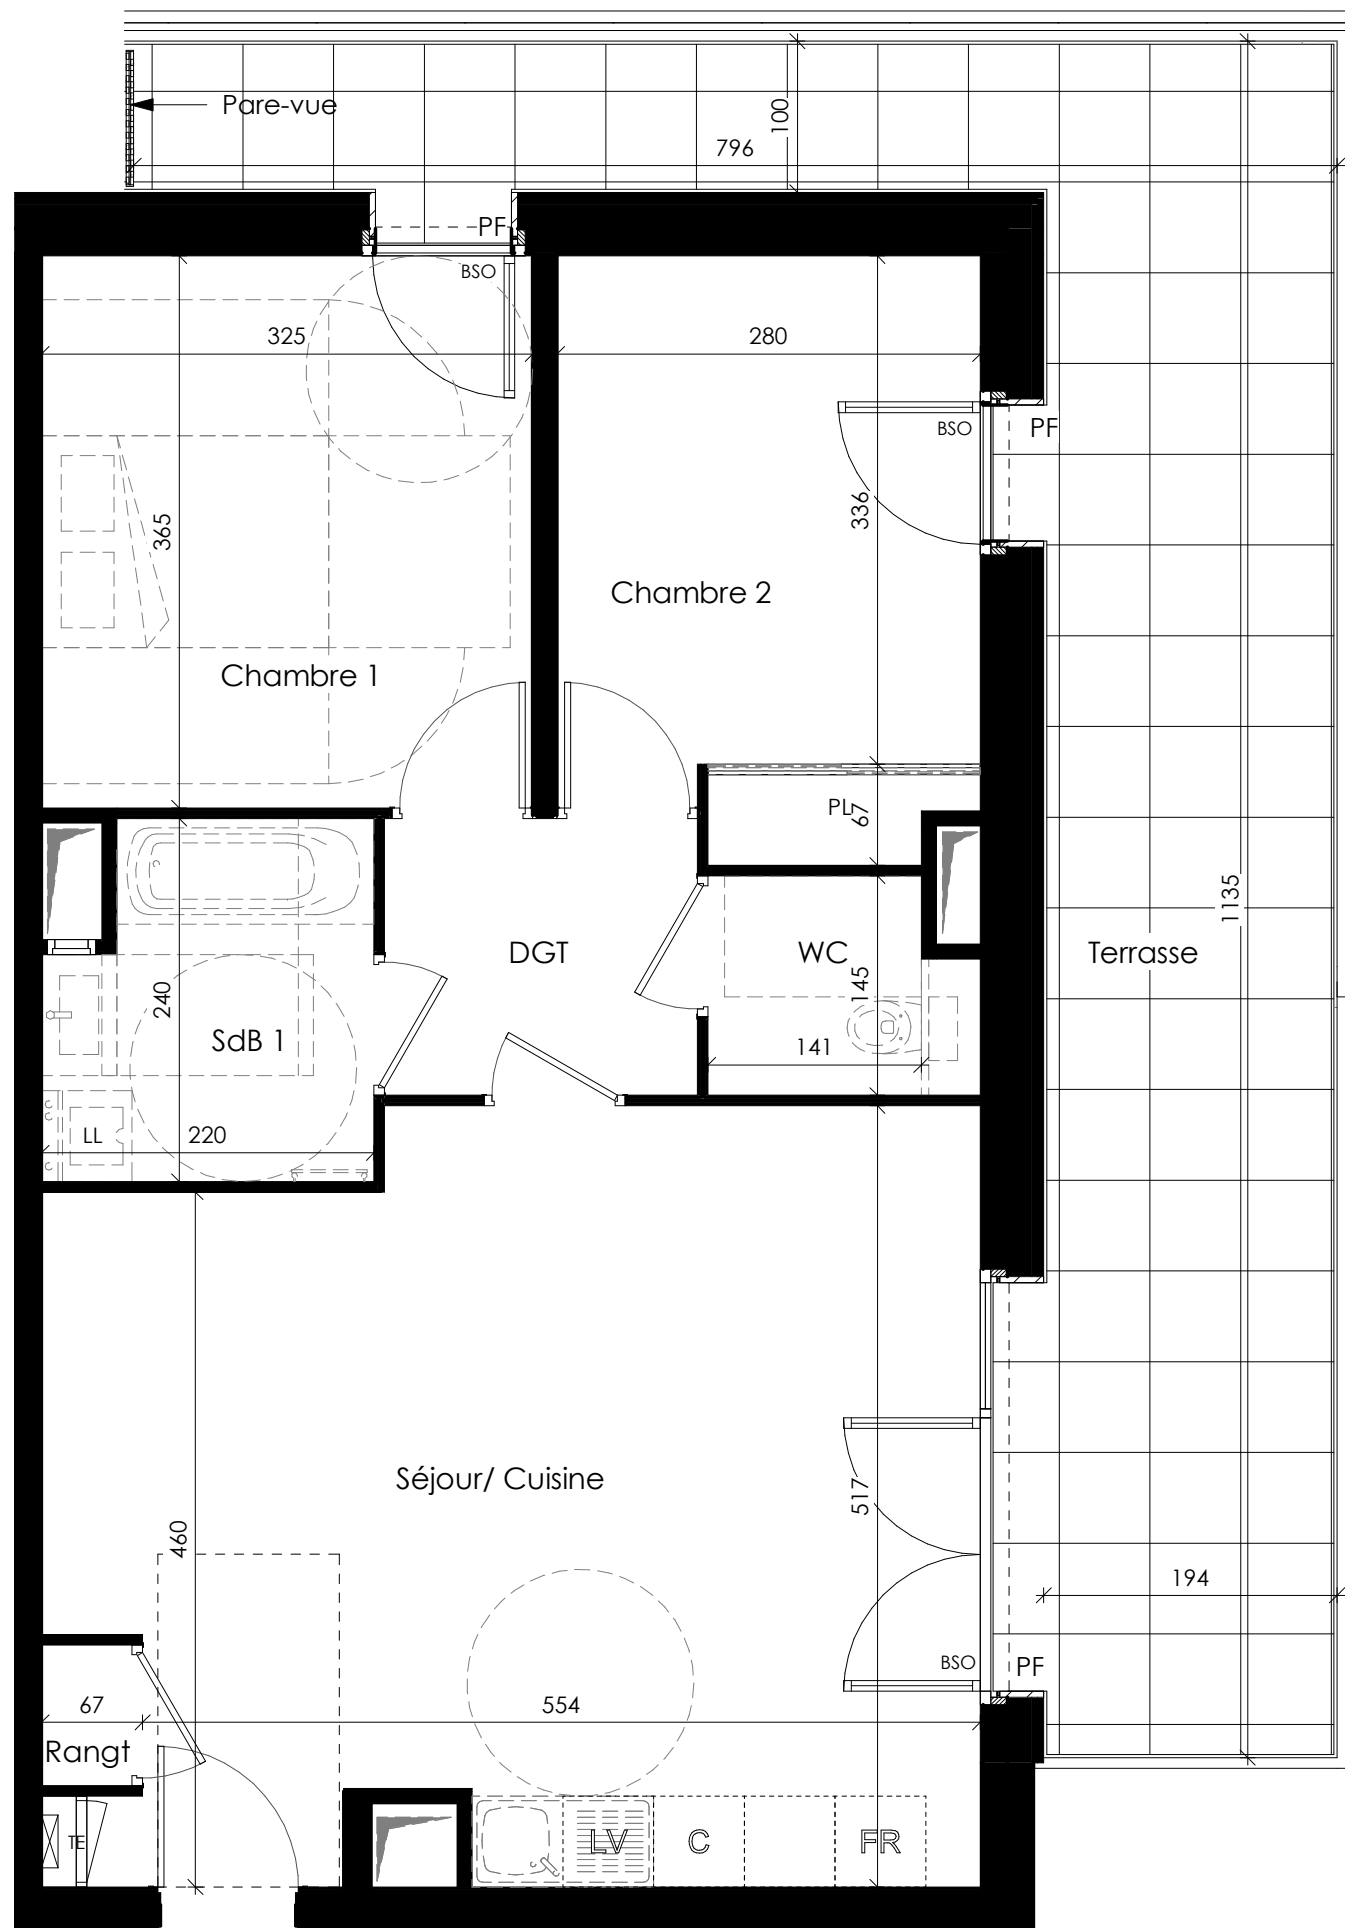 Pare-vue
100
796
PF
BSO
325
280
BSO
PF
336
365
Chambre 2
Chambre 1
PL
67
1135
DGT
WC
Terrasse
240
145
SdB 1
141
LL
220
Séjour/ Cuisine
517
460
194
BSO
PF
67
554
Rangt
TE
LV
C
FR